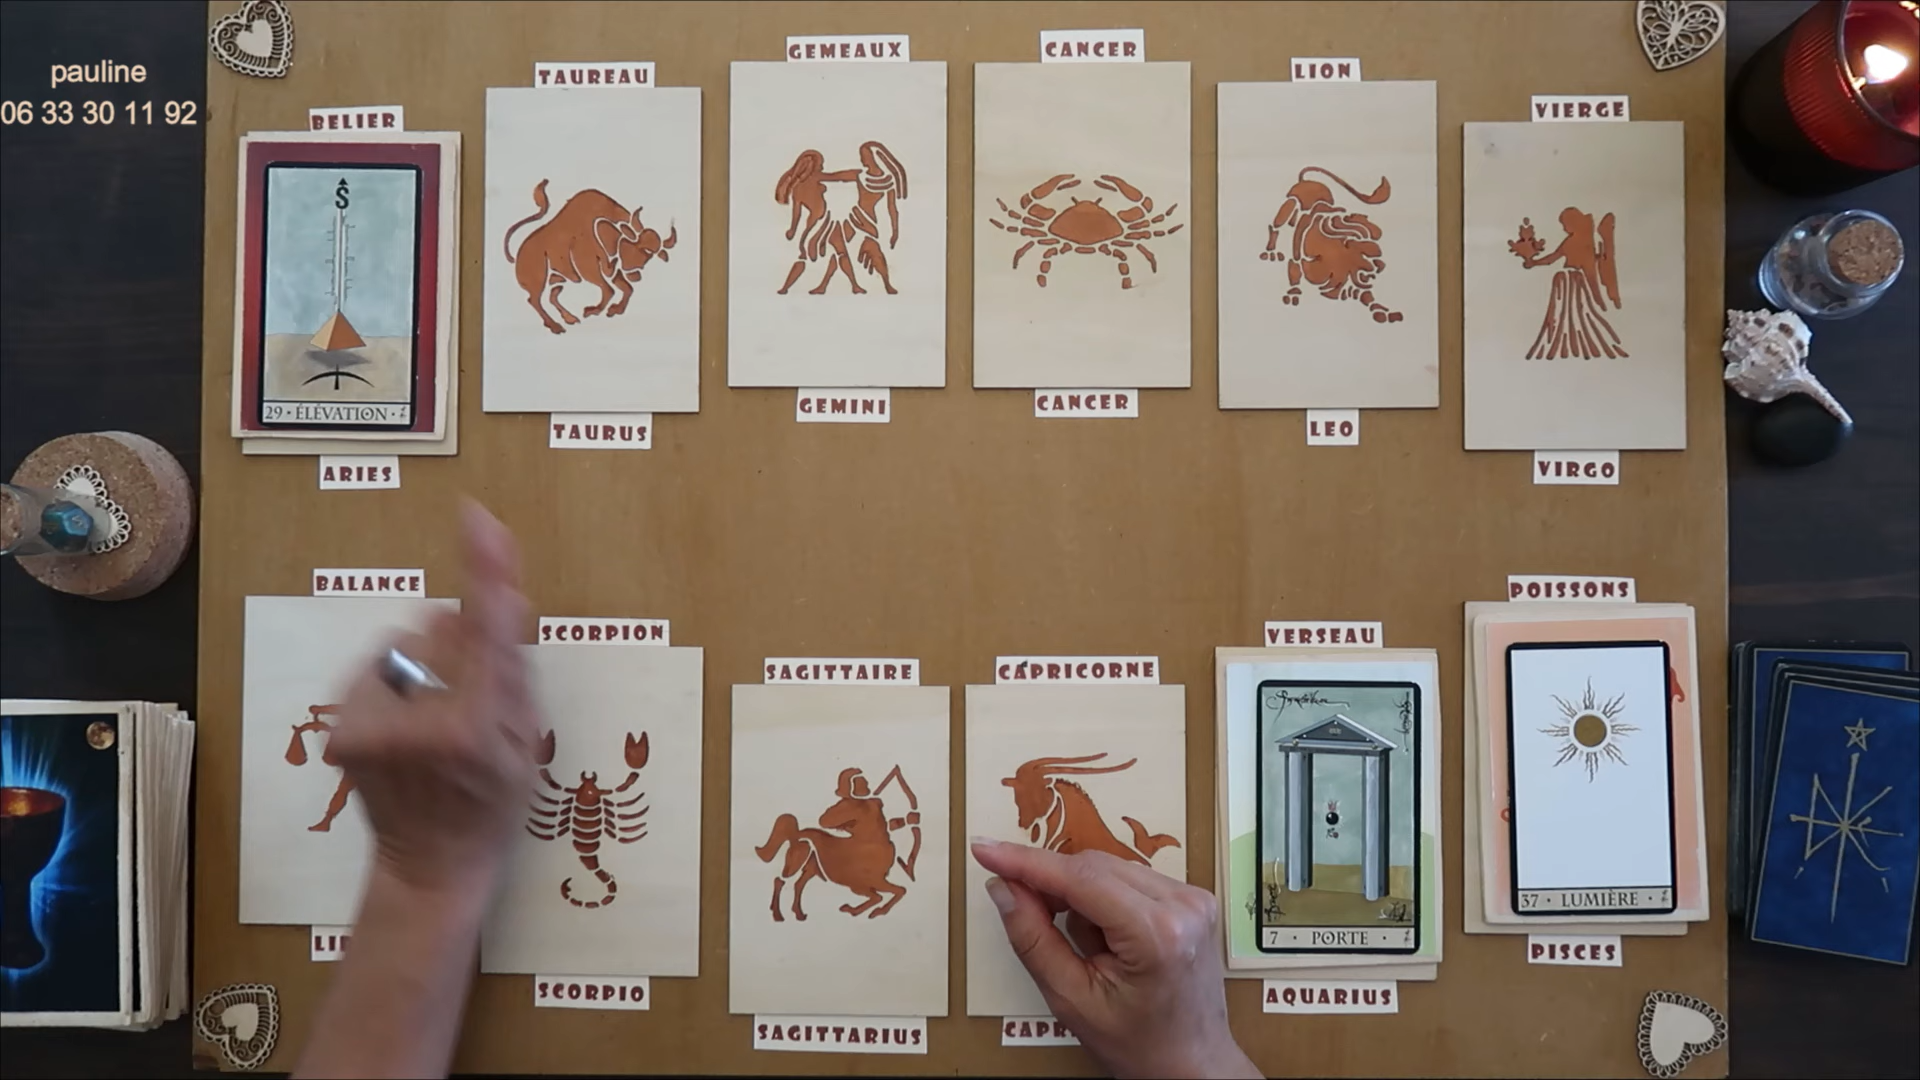 pauline
06 33 30 11 92
BELIER
TAUREAU
GEMEAUX
CANCER
LION
VIERGE
29 · ÉLÉVATION ·
ARIES
TAURUS
GEMINI
CANCER
LEO
VIRGO
BALANCE
SCORPION
SAGITTAIRE
CAPRICORNE
VERSEAU
POISSONS
7 · PORTE ·
37 · LUMIÈRE ·
SCORPIO
SAGITTARIUS
AQUARIUS
PISCES